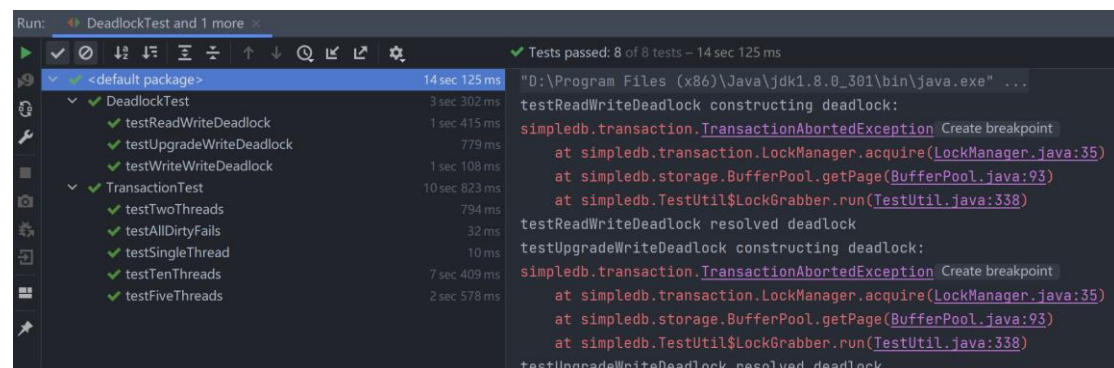 Run: DeadlockTest and 1 more ×
Tests passed: 8 of 8 tests – 14 sec 125 ms
<default package> 14 sec 125 ms
DeadlockTest 3 sec 302 ms
testReadWriteDeadlock 1 sec 415 ms
testUpgradeWriteDeadlock 779 ms
testWriteWriteDeadlock 1 sec 108 ms
TransactionTest 10 sec 823 ms
testTwoThreads 794 ms
testAllDirtyFails 32 ms
testSingleThread 10 ms
testTenThreads 7 sec 409 ms
testFiveThreads 2 sec 578 ms
"D:\Program Files (x86)\Java\jdk1.8.0_301\bin\java.exe" ...
testReadWriteDeadlock constructing deadlock:
simpledb.transaction.TransactionAbortedException Create breakpoint
at simpledb.transaction.LockManager.acquire(LockManager.java:35)
at simpledb.storage.BufferPool.getPage(BufferPool.java:93)
at simpledb.TestUtil$LockGrabber.run(TestUtil.java:338)
testReadWriteDeadlock resolved deadlock
testUpgradeWriteDeadlock constructing deadlock:
simpledb.transaction.TransactionAbortedException Create breakpoint
at simpledb.transaction.LockManager.acquire(LockManager.java:35)
at simpledb.storage.BufferPool.getPage(BufferPool.java:93)
at simpledb.TestUtil$LockGrabber.run(TestUtil.java:338)
testUpgradeWriteDeadlock resolved deadlock